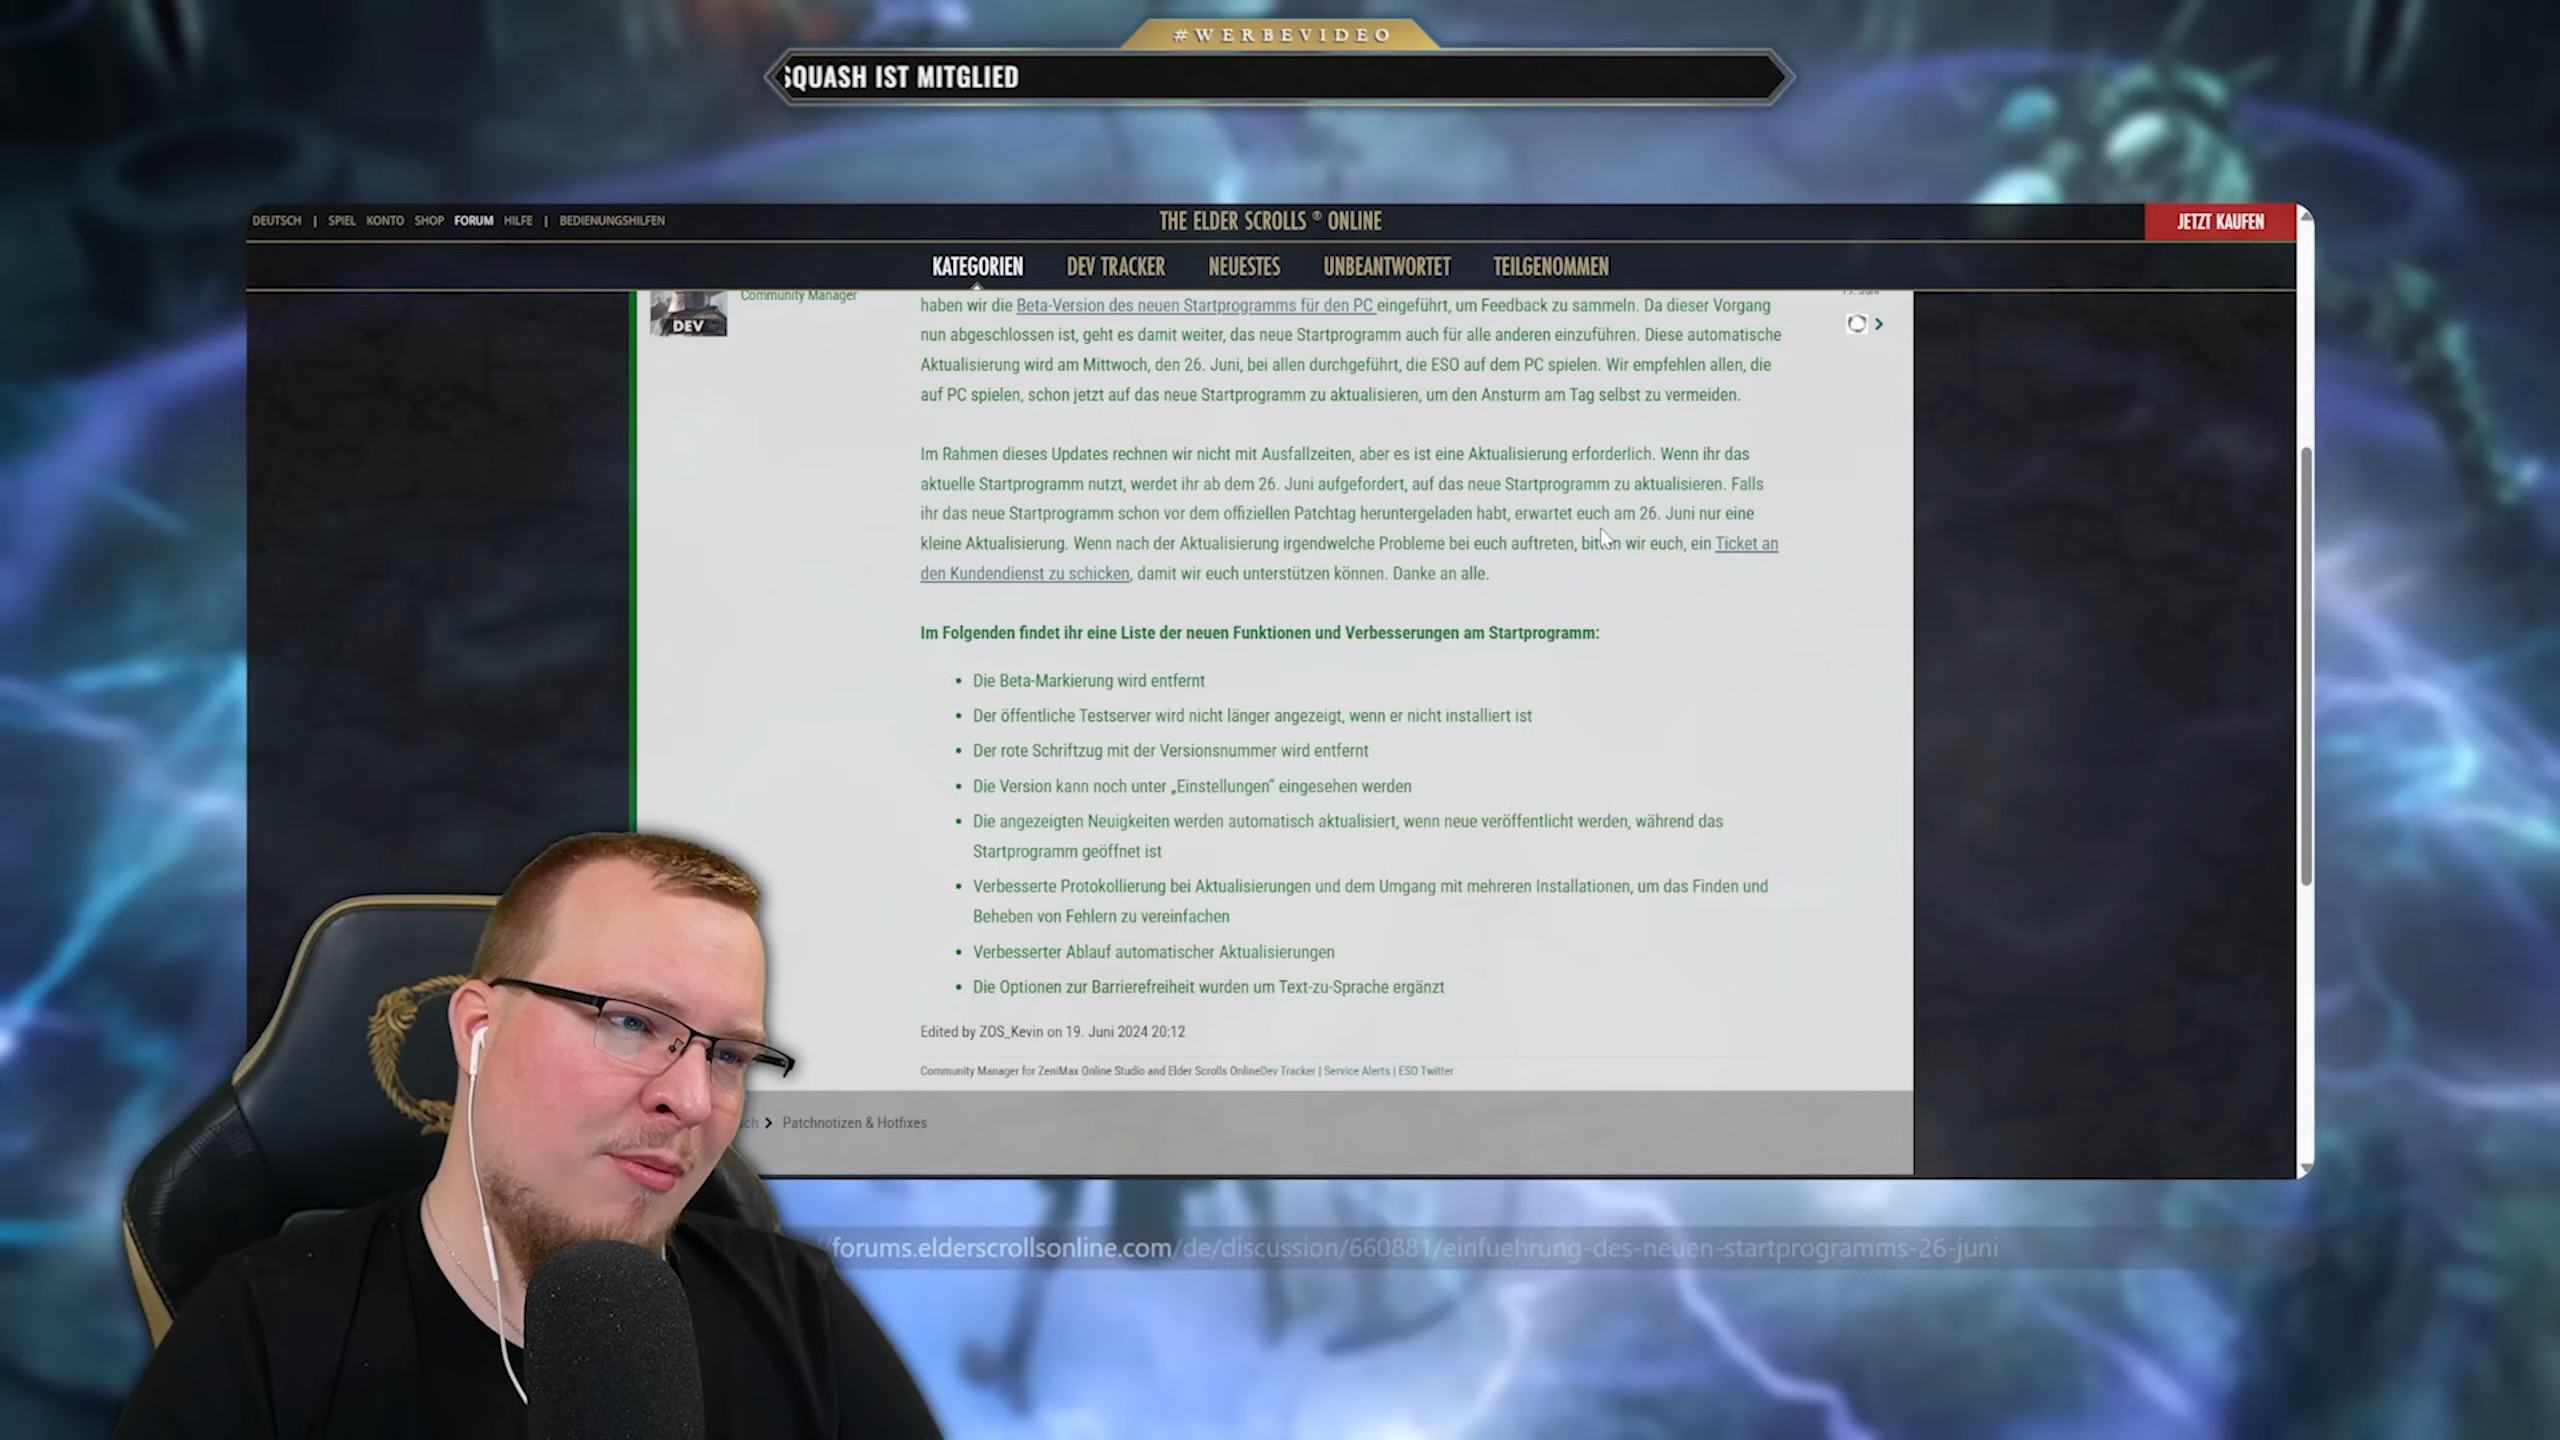 #WERBEVIDEO
SQUASH IST MITGLIED
DEUTSCH | SPIEL KONTO SHOP FORUM HILFE | BEDIENUNGSHILFEN
THE ELDER SCROLLS ® ONLINE
JETZT KAUFEN
KATEGORIEN DEV TRACKER NEUESTES UNBEANTWORTET TEILGENOMMEN
Community Manager
DEV
haben wir die Beta-Version des neuen Startprogramms für den PC eingeführt, um Feedback zu sammeln. Da dieser Vorgang
nun abgeschlossen ist, geht es damit weiter, das neue Startprogramm auch für alle anderen einzuführen. Diese automatische
Aktualisierung wird am Mittwoch, den 26. Juni, bei allen durchgeführt, die ESO auf dem PC spielen. Wir empfehlen allen, die
auf PC spielen, schon jetzt auf das neue Startprogramm zu aktualisieren, um den Ansturm am Tag selbst zu vermeiden.
Im Rahmen dieses Updates rechnen wir nicht mit Ausfallzeiten, aber es ist eine Aktualisierung erforderlich. Wenn ihr das
aktuelle Startprogramm nutzt, werdet ihr ab dem 26. Juni aufgefordert, auf das neue Startprogramm zu aktualisieren. Falls
ihr das neue Startprogramm schon vor dem offiziellen Patchtag heruntergeladen habt, erwartet euch am 26. Juni nur eine
kleine Aktualisierung. Wenn nach der Aktualisierung irgendwelche Probleme bei euch auftreten, bitten wir euch, ein Ticket an
den Kundendienst zu schicken, damit wir euch unterstützen können. Danke an alle.
Im Folgenden findet ihr eine Liste der neuen Funktionen und Verbesserungen am Startprogramm:
• Die Beta-Markierung wird entfernt
• Der öffentliche Testserver wird nicht länger angezeigt, wenn er nicht installiert ist
• Der rote Schriftzug mit der Versionsnummer wird entfernt
• Die Version kann noch unter „Einstellungen“ eingesehen werden
• Die angezeigten Neuigkeiten werden automatisch aktualisiert, wenn neue veröffentlicht werden, während das
Startprogramm geöffnet ist
• Verbesserte Protokollierung bei Aktualisierungen und dem Umgang mit mehreren Installationen, um das Finden und
Beheben von Fehlern zu vereinfachen
• Verbesserter Ablauf automatischer Aktualisierungen
• Die Optionen zur Barrierefreiheit wurden um Text-zu-Sprache ergänzt
Edited by ZOS_Kevin on 19. Juni 2024 20:12
Community Manager for ZeniMax Online Studio and Elder Scrolls OnlineDev Tracker | Service Alerts | ESO Twitter
ch > Patchnotizen & Hotfixes
/forums.elderscrollsonline.com/de/discussion/660881/einfuehrung-des-neuen-startprogramms-26-juni